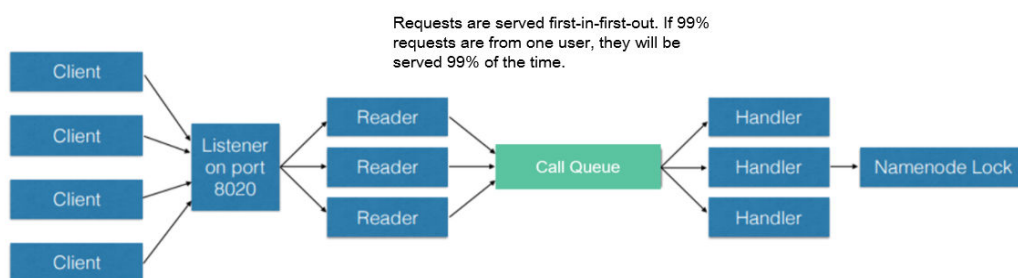 Requests are served first-in-first-out. If 99%
requests are from one user, they will be
served 99% of the time.
Client
Client
Client
Client
Listener
on port
8020
Reader
Reader
Reader
Call Queue
Handler
Handler
Handler
Namenode Lock